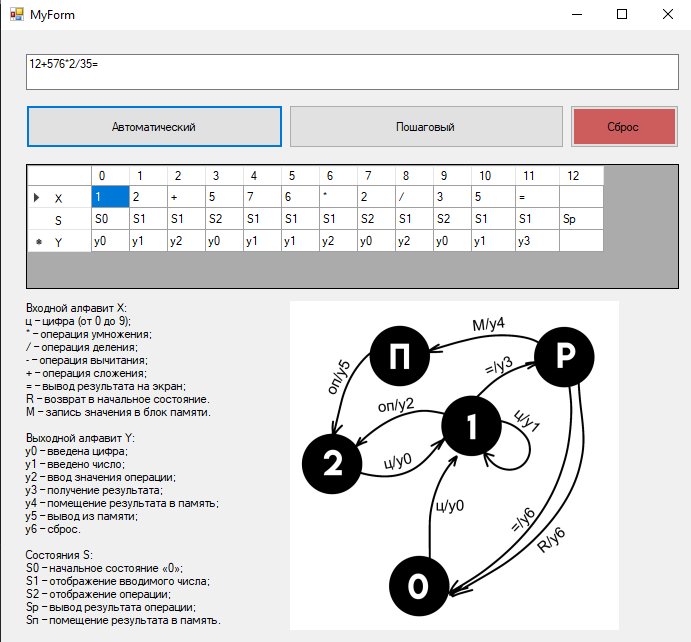 MyForm
12+576*2/35=
Автоматический Пошаговый Сброс
0 1 2 3 4 5 6 7 8 9 10 11 12
X 1 2 + 5 7 6 * 2 / 3 5 =
S S0 S1 S1 S2 S1 S1 S1 S2 S1 S2 S1 S1 Sp
Y y0 y1 y2 y0 y1 y1 y2 y0 y2 y0 y1 y3
Входной алфавит X:
ц – цифра (от 0 до 9);
* – операция умножения;
/ – операция деления;
- – операция вычитания;
+ – операция сложения;
= – вывод результата на экран;
R – возврат в начальное состояние.
M – запись значения в блок памяти.
Выходной алфавит Y:
y0 – введена цифра;
y1 – введено число;
y2 – ввод значения операции;
y3 – получение результата;
y4 – помещение результата в память;
y5 – вывод из памяти;
y6 – сброс.
Состояния S:
S0 – начальное состояние «0»;
S1 – отображение вводимого числа;
S2 – отображение операции;
Sp – вывод результата операции;
Sп – помещение результата в память.
М/у4
П
Р
оп/у5
=/у3
оп/у2
1
ц/у1
2
ц/у0
ц/у0
=/у6
R/у6
0